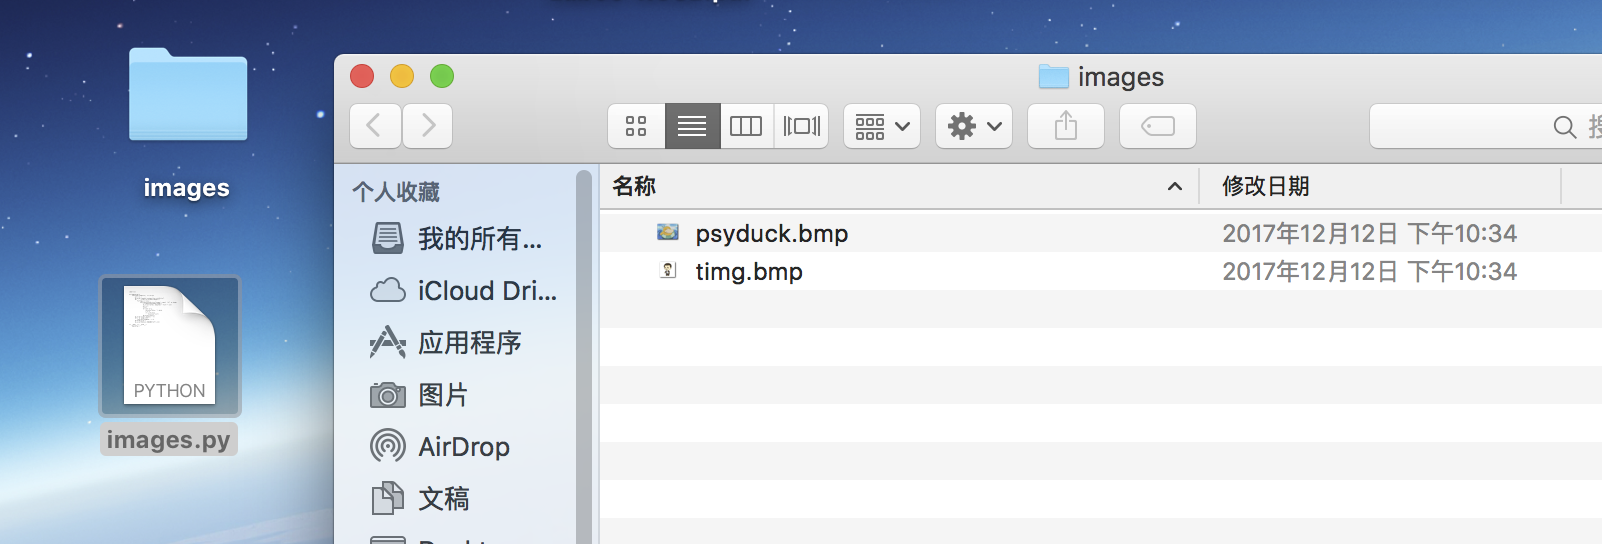 images
PYTHON
images.py
images
个人收藏
我的所有...
iCloud Dri...
应用程序
图片
AirDrop
文稿
名称
修改日期
psyduck.bmp
2017年12月12日 下午10:34
timg.bmp
2017年12月12日 下午10:34